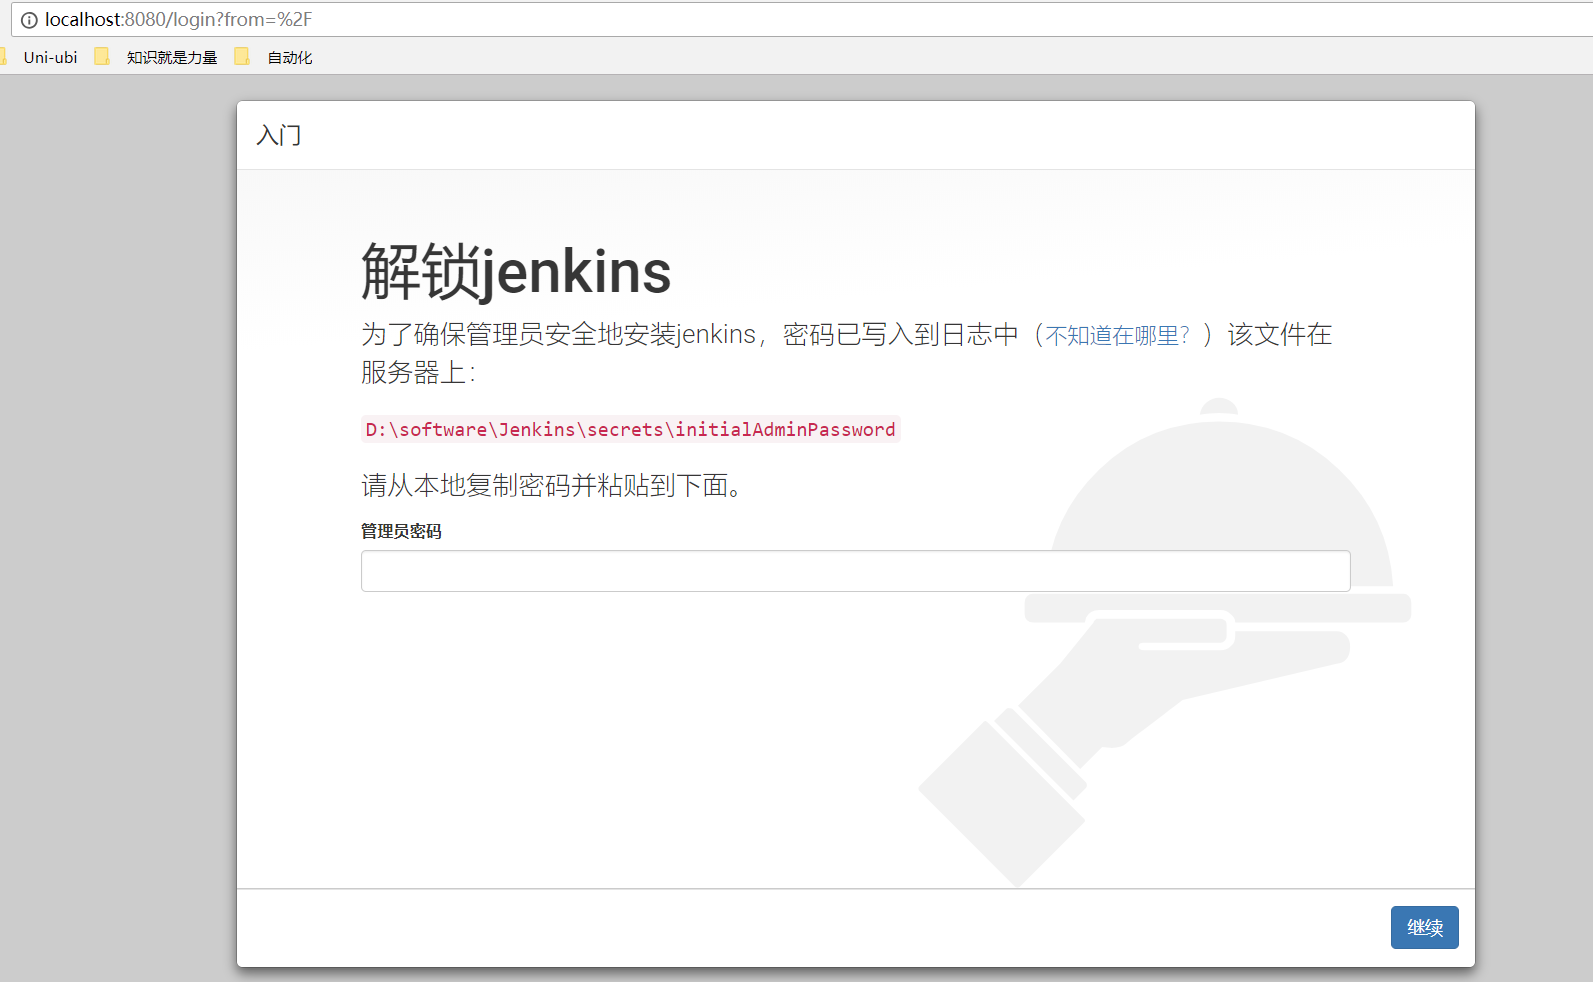 localhost:8080/login?from=%2F
Uni-ubi 知识就是力量 自动化
入门
解锁jenkins
为了确保管理员安全地安装jenkins，密码已写入到日志中（不知道在哪里？）该文件在
服务器上：
D:\software\Jenkins\secrets\initialAdminPassword
请从本地复制密码并粘贴到下面。
管理员密码
继续